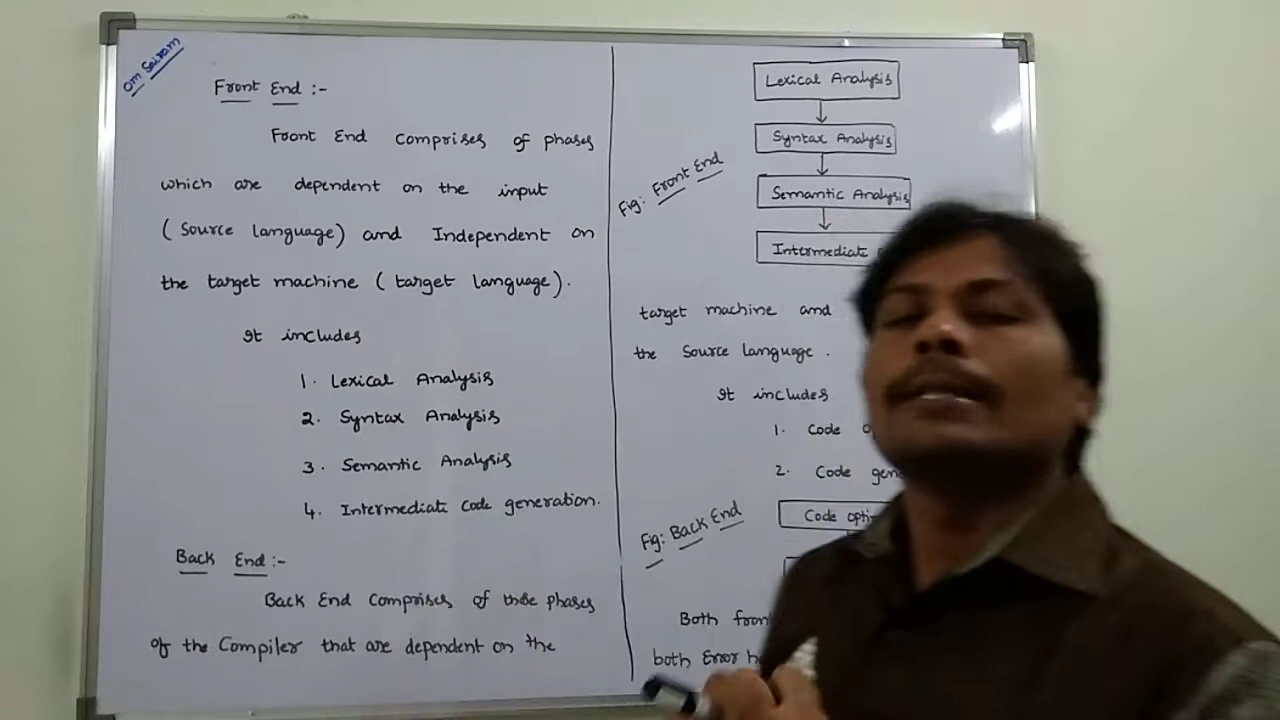 Om Sairam
Front End :-
Front End comprises of phases
which are dependent on the input
( Source language) and Independent on
the target machine ( target language).
It includes
1. Lexical Analysis
2. Syntax Analysis
3. Semantic Analysis
4. Intermediate Code generation.
Back End :-
Back End Comprises of those phases
of the Compiler that are dependent on the
Lexical Analysis
Syntax Analysis
Semantic Analysis
Intermediate
Fig: Front End
target machine and
the Source language .
It includes
1. Code
2. Code
Fig: Back End
Code
Both
both Error